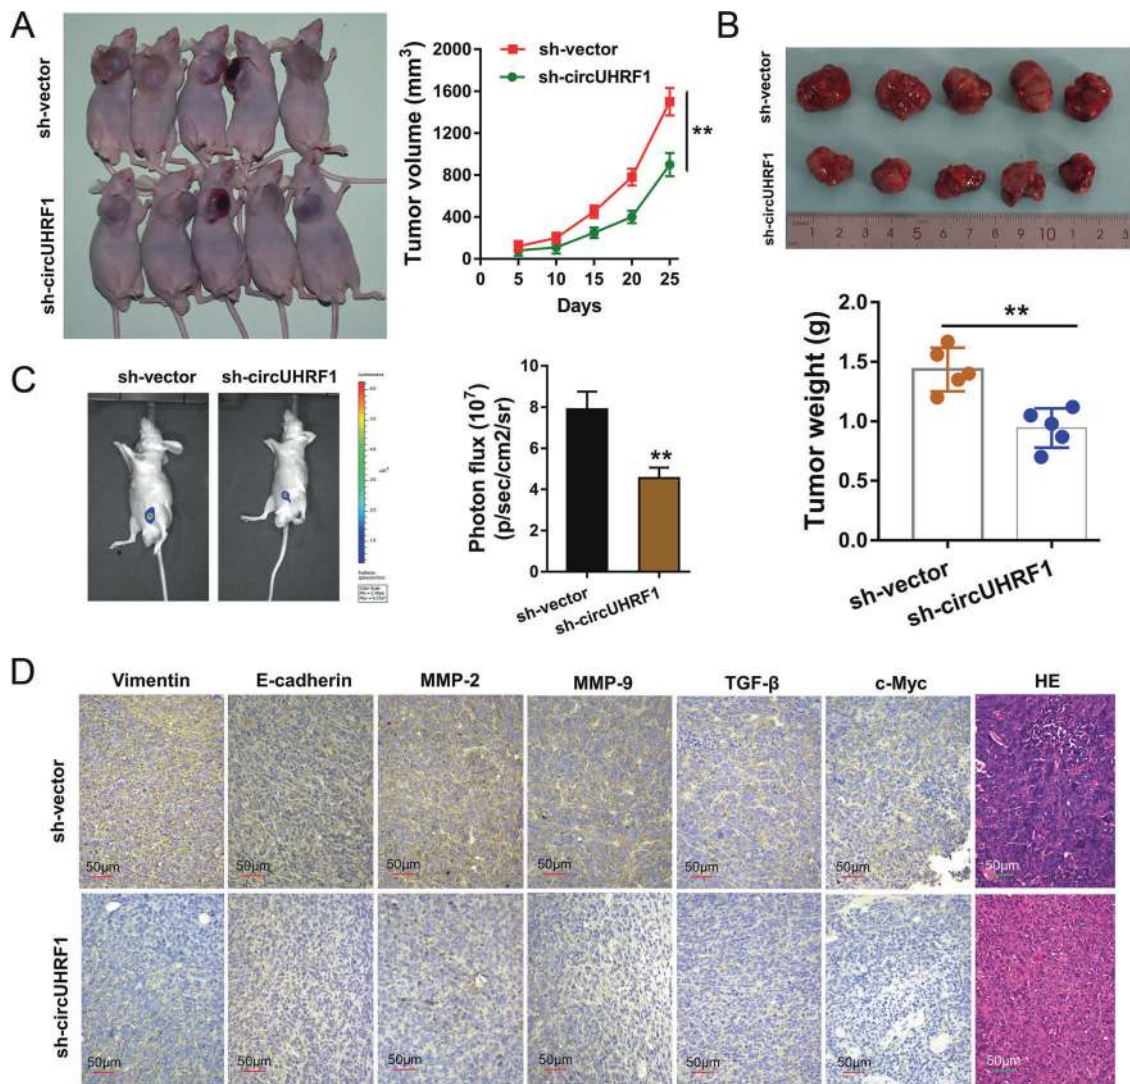 A
sh-vector
sh-circUHRF1
Tumor volume (mm3)
2000
1600
1200
800
400
0
sh-vector
sh-circUHRF1
**
0 5 10 15 20 25
Days
B
sh-vector
sh-circUHRF1
1 2 3 4 5 6 7 8 9 10 1 2 3
Tumor weight (g)
2.0
1.5
1.0
0.5
0.0
**
sh-vector
sh-circUHRF1
C
sh-vector
sh-circUHRF1
Photon flux (107)
(p/sec/cm2/sr)
10
8
6
4
2
0
**
sh-vector
sh-circUHRF1
D
Vimentin E-cadherin MMP-2 MMP-9 TGF-β c-Myc HE
sh-vector
50μm 50μm 50μm 50μm 50μm 50μm 50μm
sh-circUHRF1
50μm 50μm 50μm 50μm 50μm 50μm 50μm